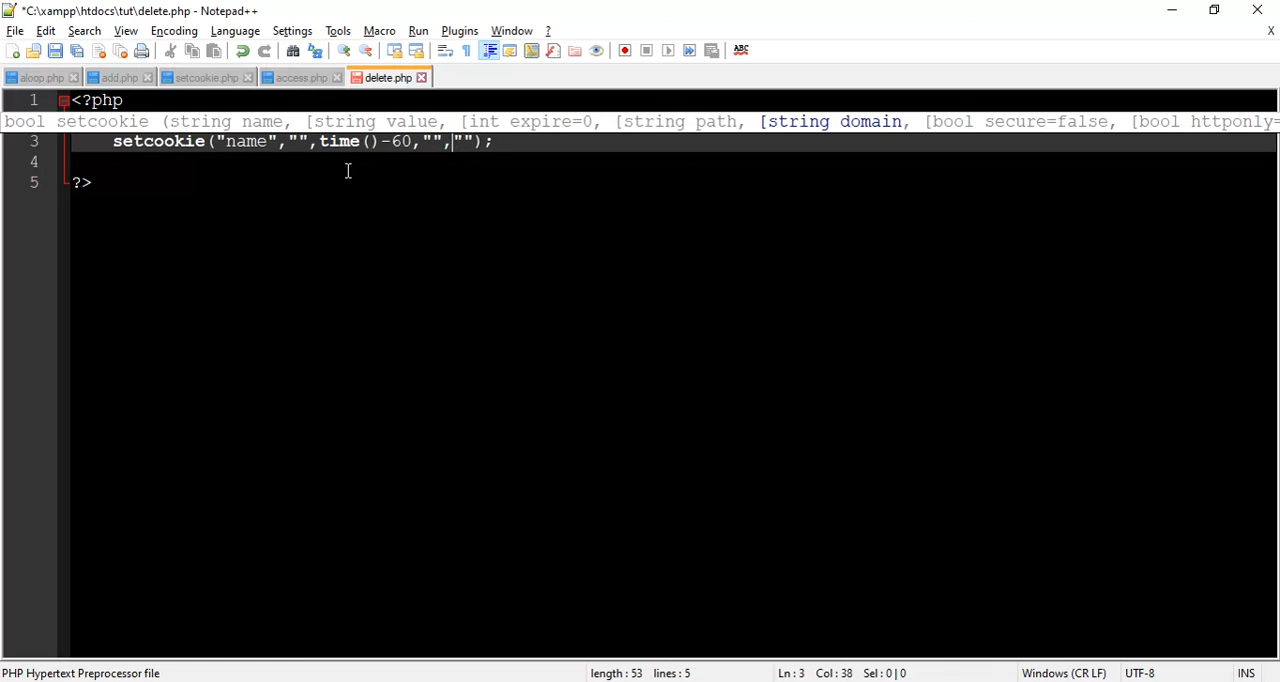 *C:\xampp\htdocs\tut\delete.php - Notepad++
File Edit Search View Encoding Language Settings Tools Macro Run Plugins Window ? X
aloop.php add.php setcookie.php access.php delete.php
1 <?php
bool setcookie (string name, [string value, [int expire=0, [string path, [string domain, [bool secure=false, [bool httponly=
3 setcookie("name","",time()-60,"","");
4
5 ?>
PHP Hypertext Preprocessor file length : 53 lines : 5 Ln : 3 Col : 38 Sel : 0 | 0 Windows (CR LF) UTF-8 INS